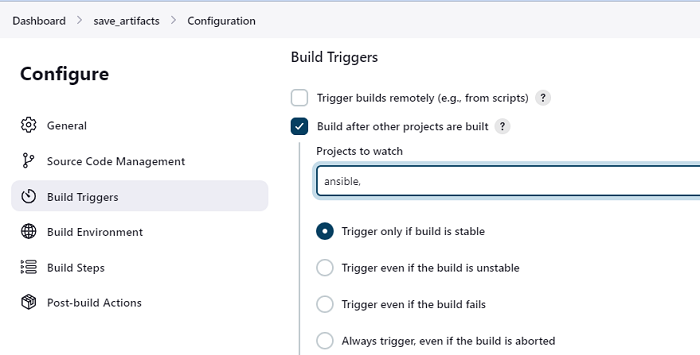 Dashboard > save_artifacts > Configuration
Configure
General
Source Code Management
Build Triggers
Build Environment
Build Steps
Post-build Actions
Build Triggers
Trigger builds remotely (e.g., from scripts) ?
Build after other projects are built ?
Projects to watch
ansible,
Trigger only if build is stable
Trigger even if the build is unstable
Trigger even if the build fails
Always trigger, even if the build is aborted